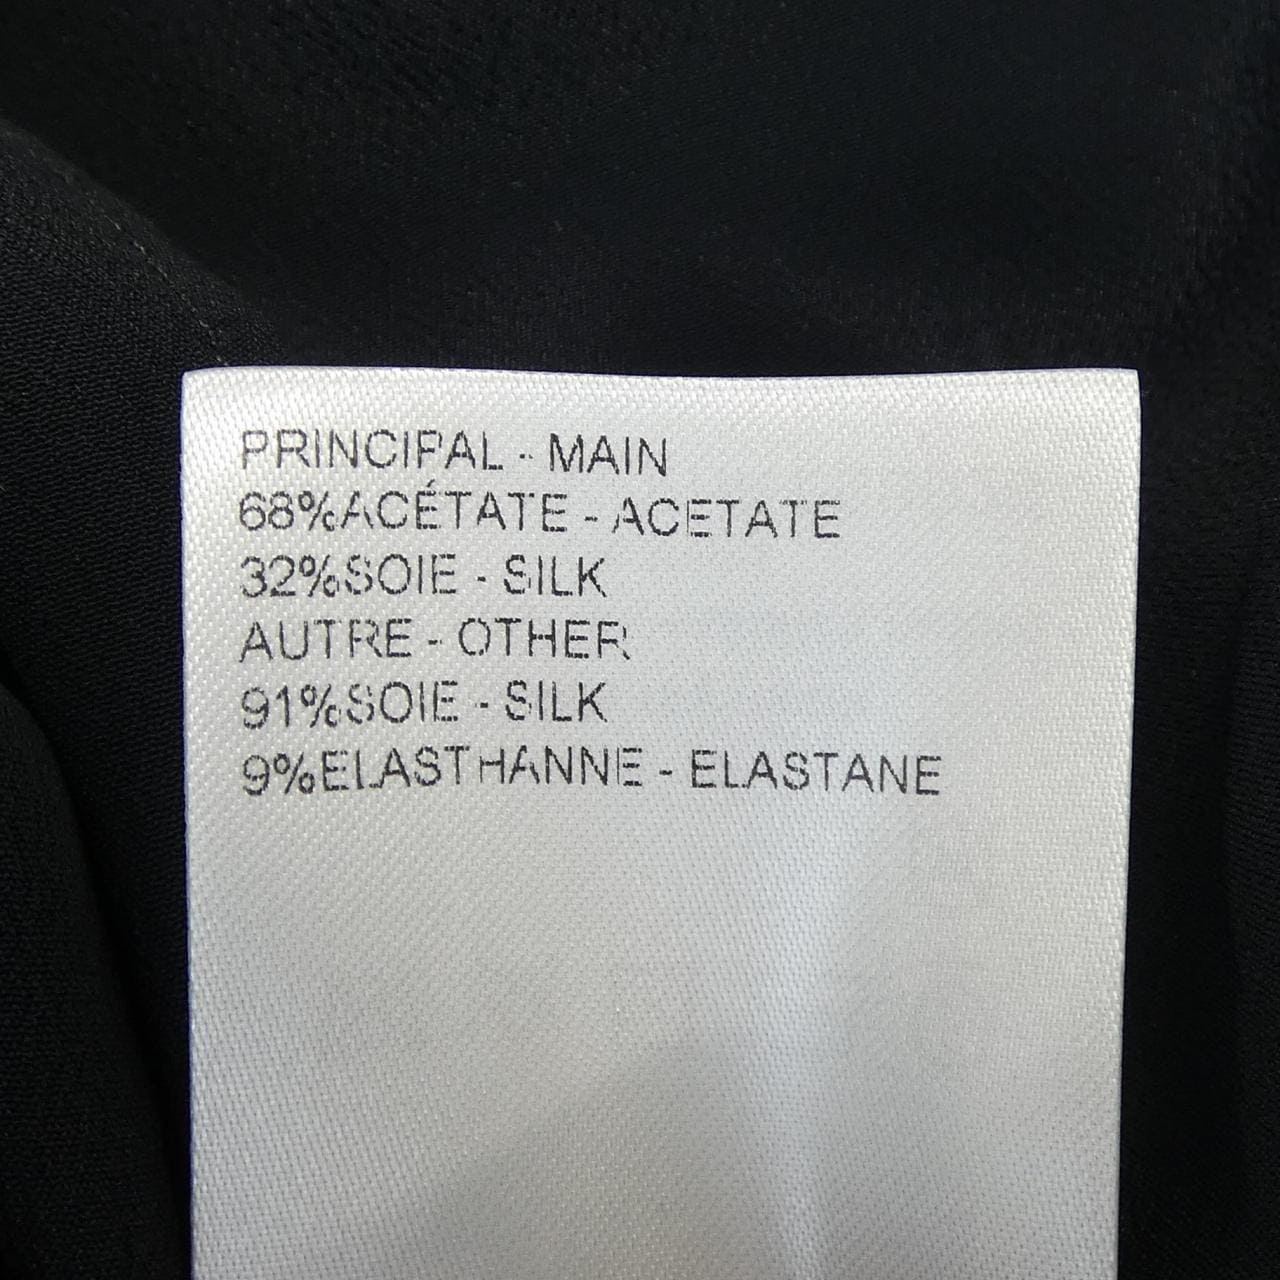 PRINCIPAL - MAIN
68%ACÉTATE - ACETATE
32%SOIE - SILK
AUTRE - OTHER
91%SOIE - SILK
9%ELASTHANNE - ELASTANE